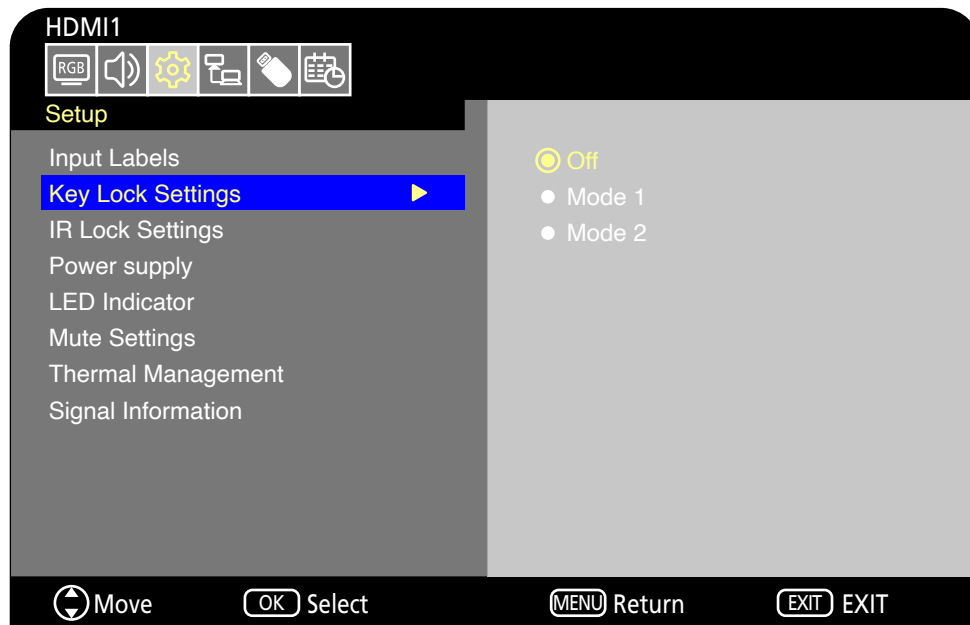 HDMI1
RGB
Setup
Input Labels
Key Lock Settings
IR Lock Settings
Power supply
LED Indicator
Mute Settings
Thermal Management
Signal Information
Off
Mode 1
Mode 2
Move OK Select MENU Return EXIT EXIT